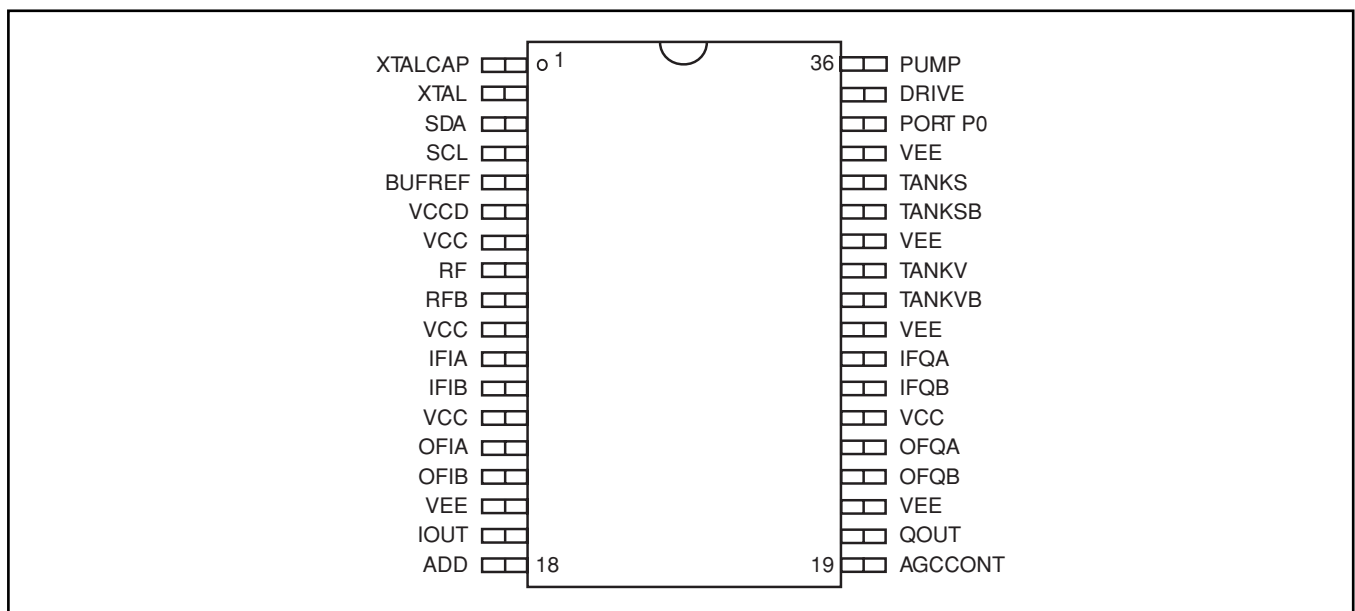 XTALCAP 1 36 PUMP
XTAL DRIVE
SDA PORT P0
SCL VEE
BUFREF TANKS
VCCD TANKSB
VCC VEE
RF TANKV
RFB TANKVB
VCC VEE
IFIA IFQA
IFIB IFQB
VCC VCC
OFIA OFQA
OFIB OFQB
VEE VEE
IOUT QOUT
ADD 18 19 AGCCONT